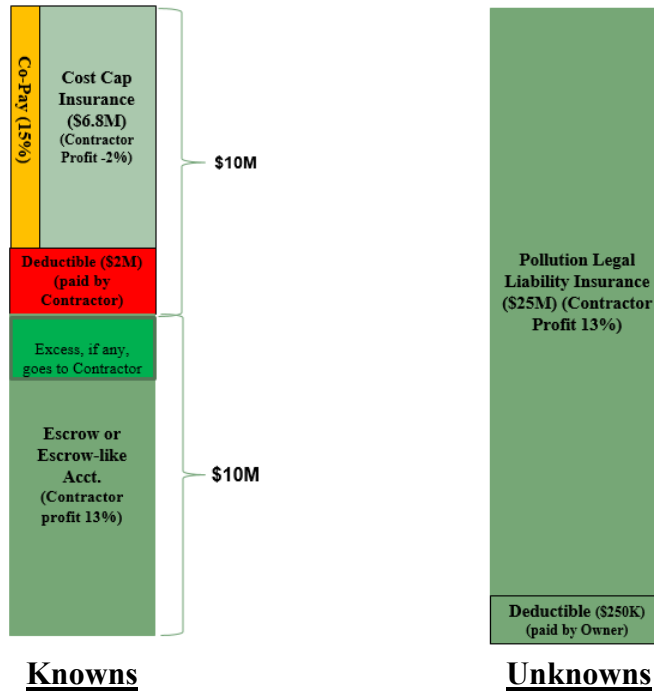 Co-Pay (15%)
Cost Cap
Insurance
($6.8M)
(Contractor
Profit -2%)
$10M
Deductible ($2M)
(paid by
Contractor)
Excess, if any,
goes to Contractor
Escrow or
Escrow-like
Acct.
(Contractor
profit 13%)
$10M
Knowns
Pollution Legal
Liability Insurance
($25M) (Contractor
Profit 13%)
Deductible ($250K)
(paid by Owner)
Unknowns